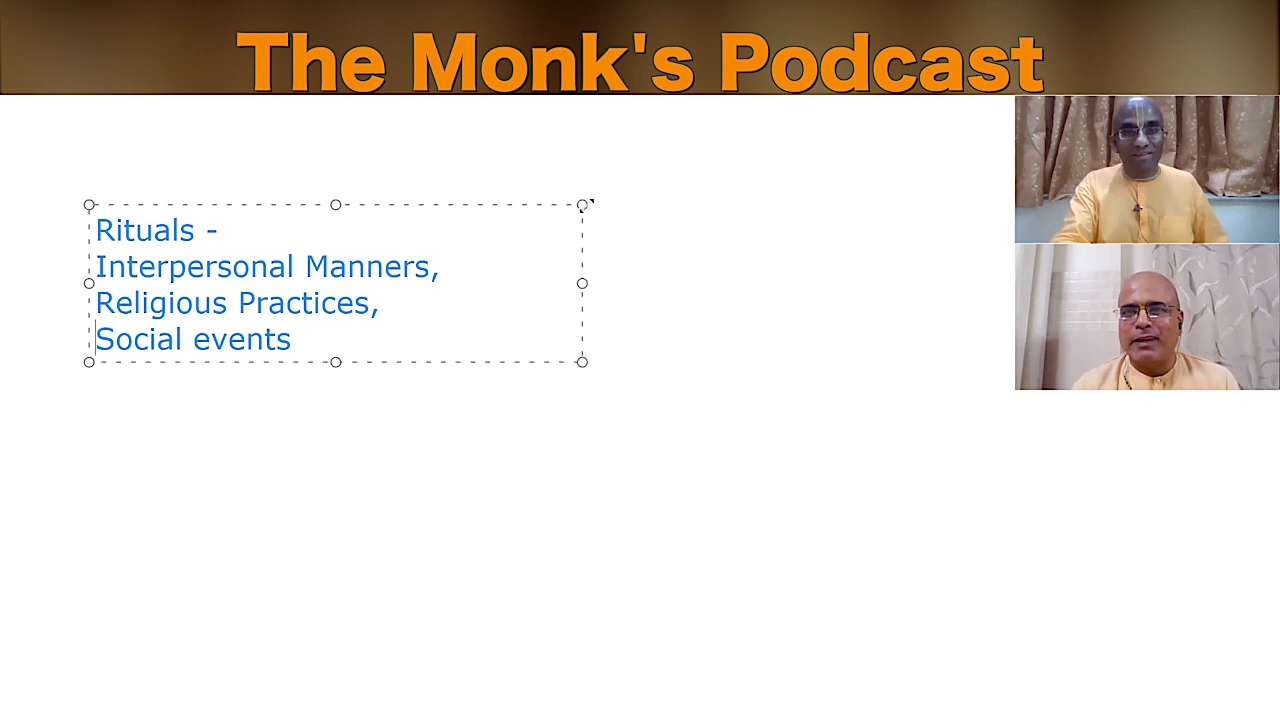 The Monk's Podcast
Rituals -
Interpersonal Manners,
Religious Practices,
Social events